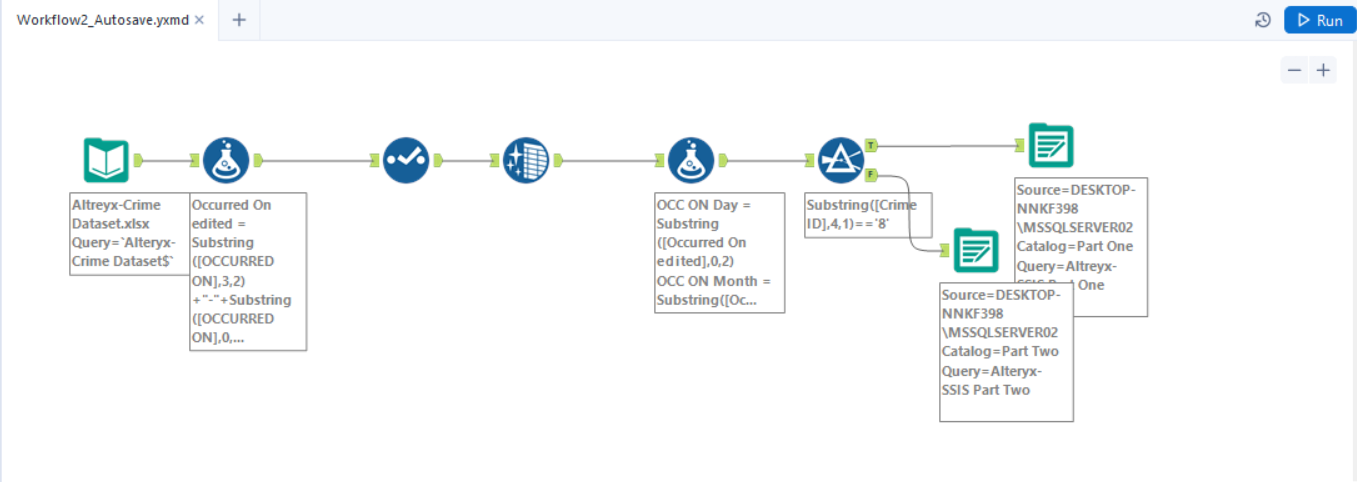 Workflow2_Autosave.yxmd ×
+
Run
− +
T
F
Altreyx-Crime
Dataset.xlsx
Query=`Alteryx-
Crime Dataset$`
Occurred On
edited =
Substring
([OCCURRED
ON],3,2)
+"-"+Substring
([OCCURRED
ON],0,...
OCC ON Day =
Substring
([Occurred On
edited],0,2)
OCC ON Month =
Substring([Oc...
Substring([Crime
ID],4,1)=='8'
Source=DESKTOP-
NNKF398
\MSSQLSERVER02
Catalog=Part One
Query=Altreyx-
One
Source=DESKTOP-
NNKF398
\MSSQLSERVER02
Catalog=Part Two
Query=Alteryx-
SSIS Part Two